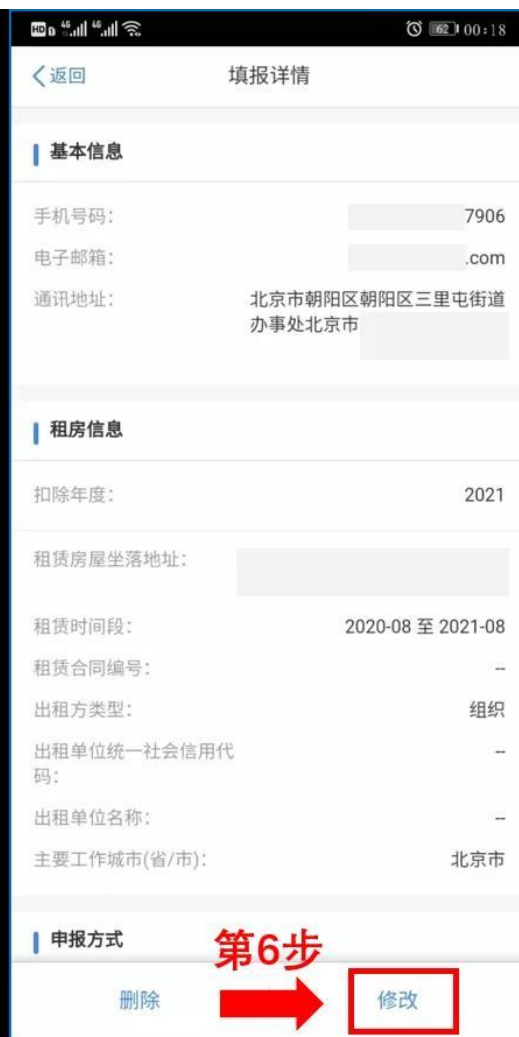 HD 4G 4G 62 00:18
返回 填报详情
基本信息
手机号码: 7906
电子邮箱: .com
通讯地址: 北京市朝阳区朝阳区三里屯街道
办事处北京市
租房信息
扣除年度: 2021
租赁房屋坐落地址:
租赁时间段: 2020-08 至 2021-08
租赁合同编号: --
出租方类型: 组织
出租单位统一社会信用代 --
码:
出租单位名称: --
主要工作城市(省/市): 北京市
申报方式
第6步
删除 修改